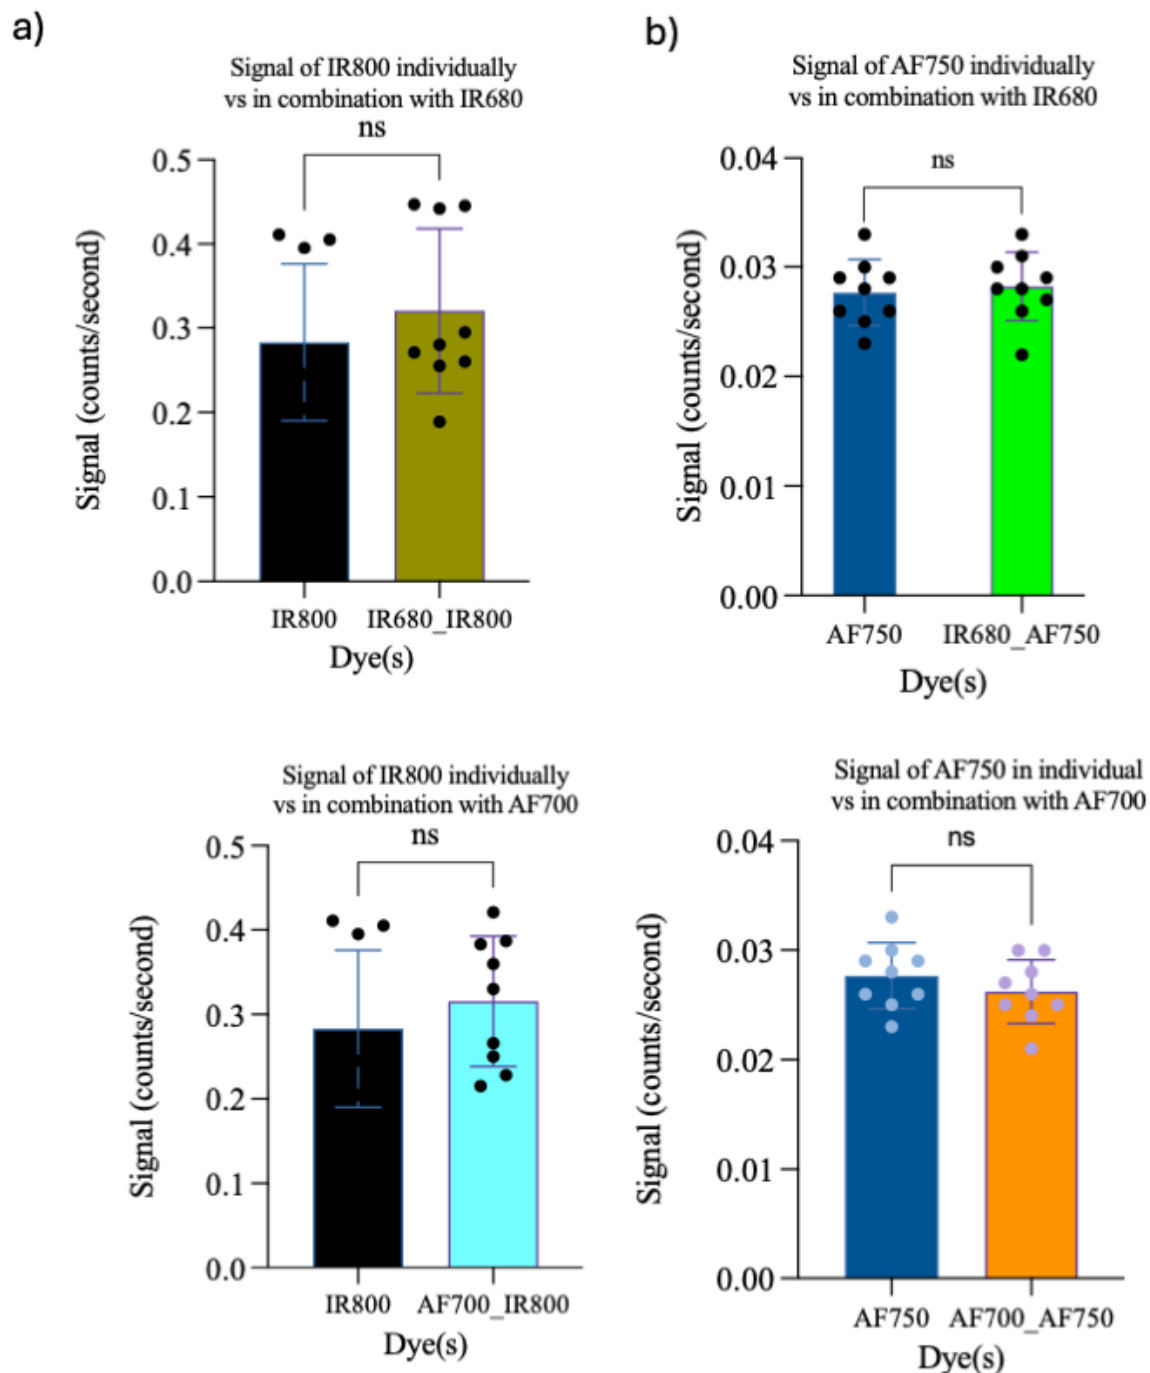 a)
Signal of IR800 individually
vs in combination with IR680
ns
0.5
0.4
0.3
0.2
0.1
0.0
Signal (counts/second)
IR800
IR680_IR800
Dye(s)
b)
Signal of AF750 individually
vs in combination with IR680
ns
0.04
0.03
0.02
0.01
0.00
Signal (counts/second)
AF750
IR680_AF750
Dye(s)
Signal of IR800 individually
vs in combination with AF700
ns
0.5
0.4
0.3
0.2
0.1
0.0
Signal (counts/second)
IR800
AF700_IR800
Dye(s)
Signal of AF750 in individual
vs in combination with AF700
ns
0.04
0.03
0.02
0.01
0.00
Signal (counts/second)
AF750
AF700_AF750
Dye(s)